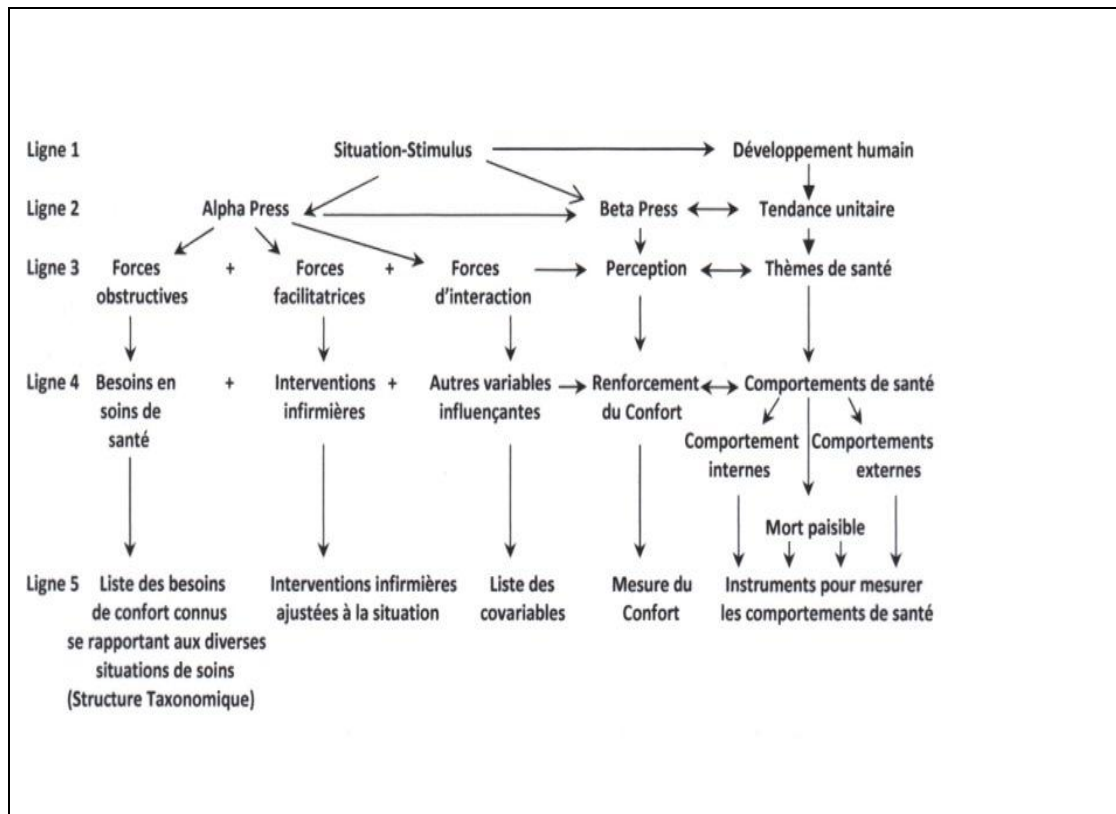 Ligne 1 Situation-Stimulus Développement humain
Ligne 2 Alpha Press Beta Press Tendance unitaire
Ligne 3 Forces + Forces + Forces Perception Thèmes de santé
obstructives facilitatrices d'interaction
Ligne 4 Besoins en + Interventions + Autres variables Renforcement Comportements de santé
soins de infirmières influençantes du Confort
santé Comportement Comportements
internes externes
Mort paisible
Ligne 5 Liste des besoins Interventions infirmières Liste des Mesure du Instruments pour mesurer
de confort connus ajustées à la situation covariables Confort les comportements de santé
se rapportant aux diverses
situations de soins
(Structure Taxonomique)